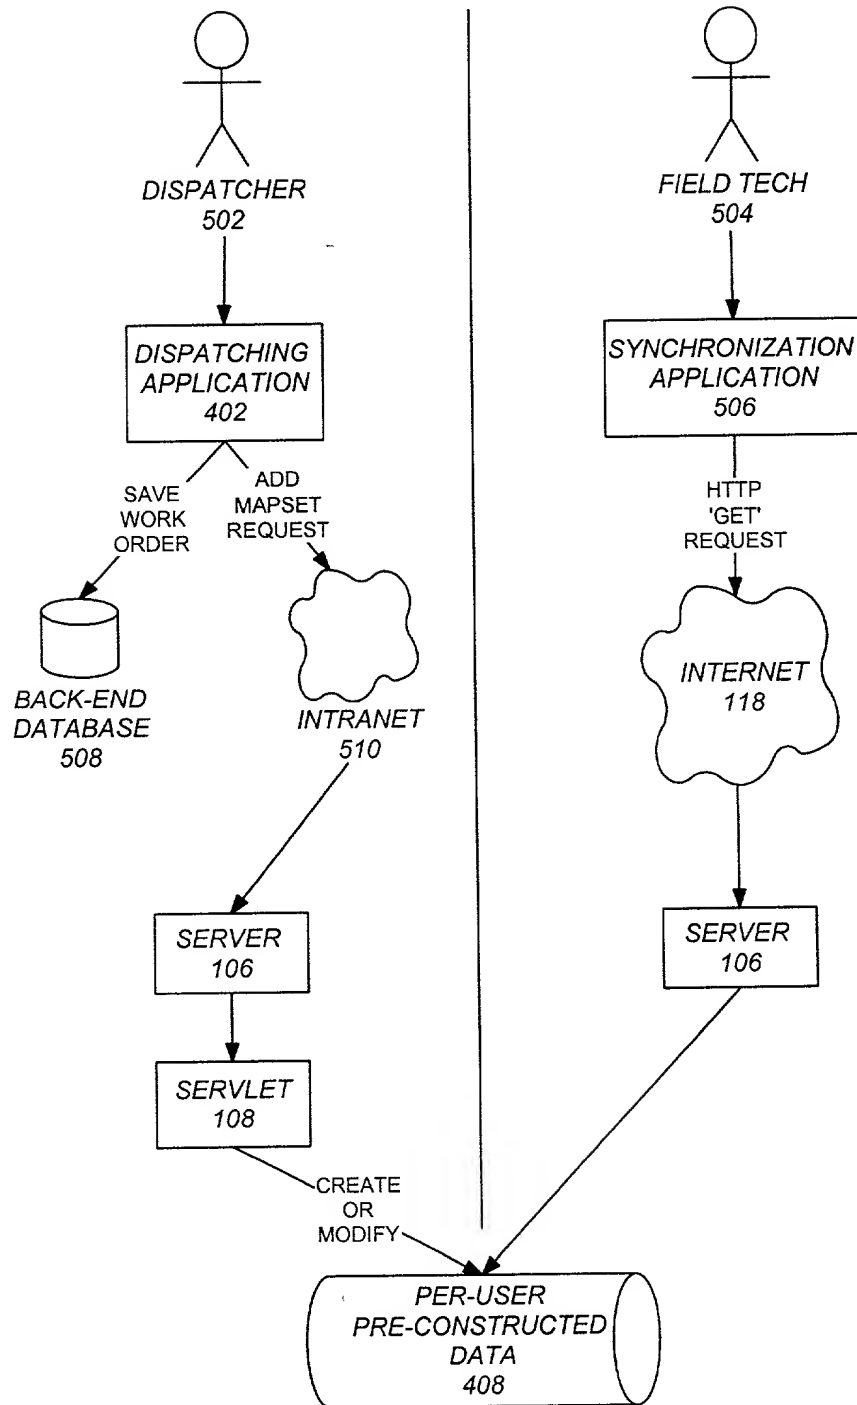 DISPATCHER
502
DISPATCHING
APPLICATION
402
SAVE
WORK
ORDER
ADD
MAPSET
REQUEST
BACK-END
DATABASE
508
INTRANET
510
SERVER
106
SERVLET
108
CREATE
OR
MODIFY
FIELD TECH
504
SYNCHRONIZATION
APPLICATION
506
HTTP
'GET'
REQUEST
INTERNET
118
SERVER
106
PER-USER
PRE-CONSTRUCTED
DATA
408